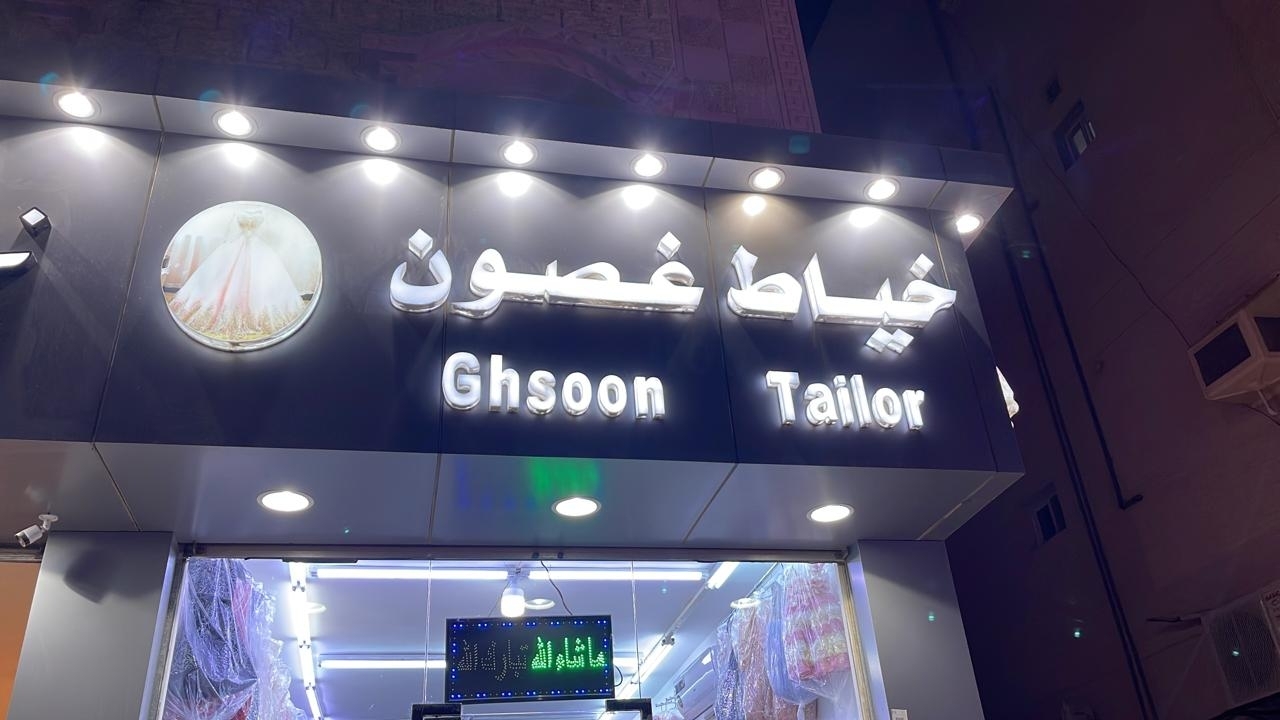 خياط غصون
Ghsoon Tailor
ما شاء الله تبارك الله